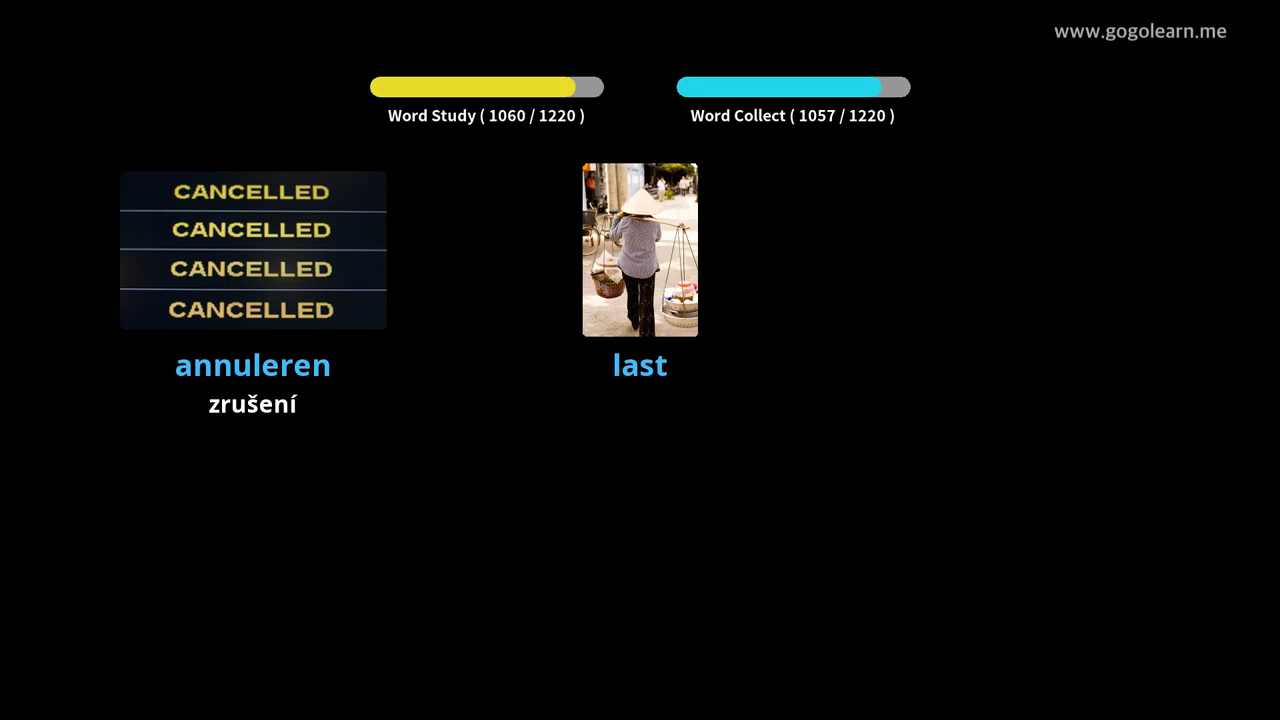 www.gogolearn.me
Word Study ( 1060 / 1220 )
Word Collect ( 1057 / 1220 )
CANCELLED
CANCELLED
CANCELLED
CANCELLED
annuleren
zrušení
last